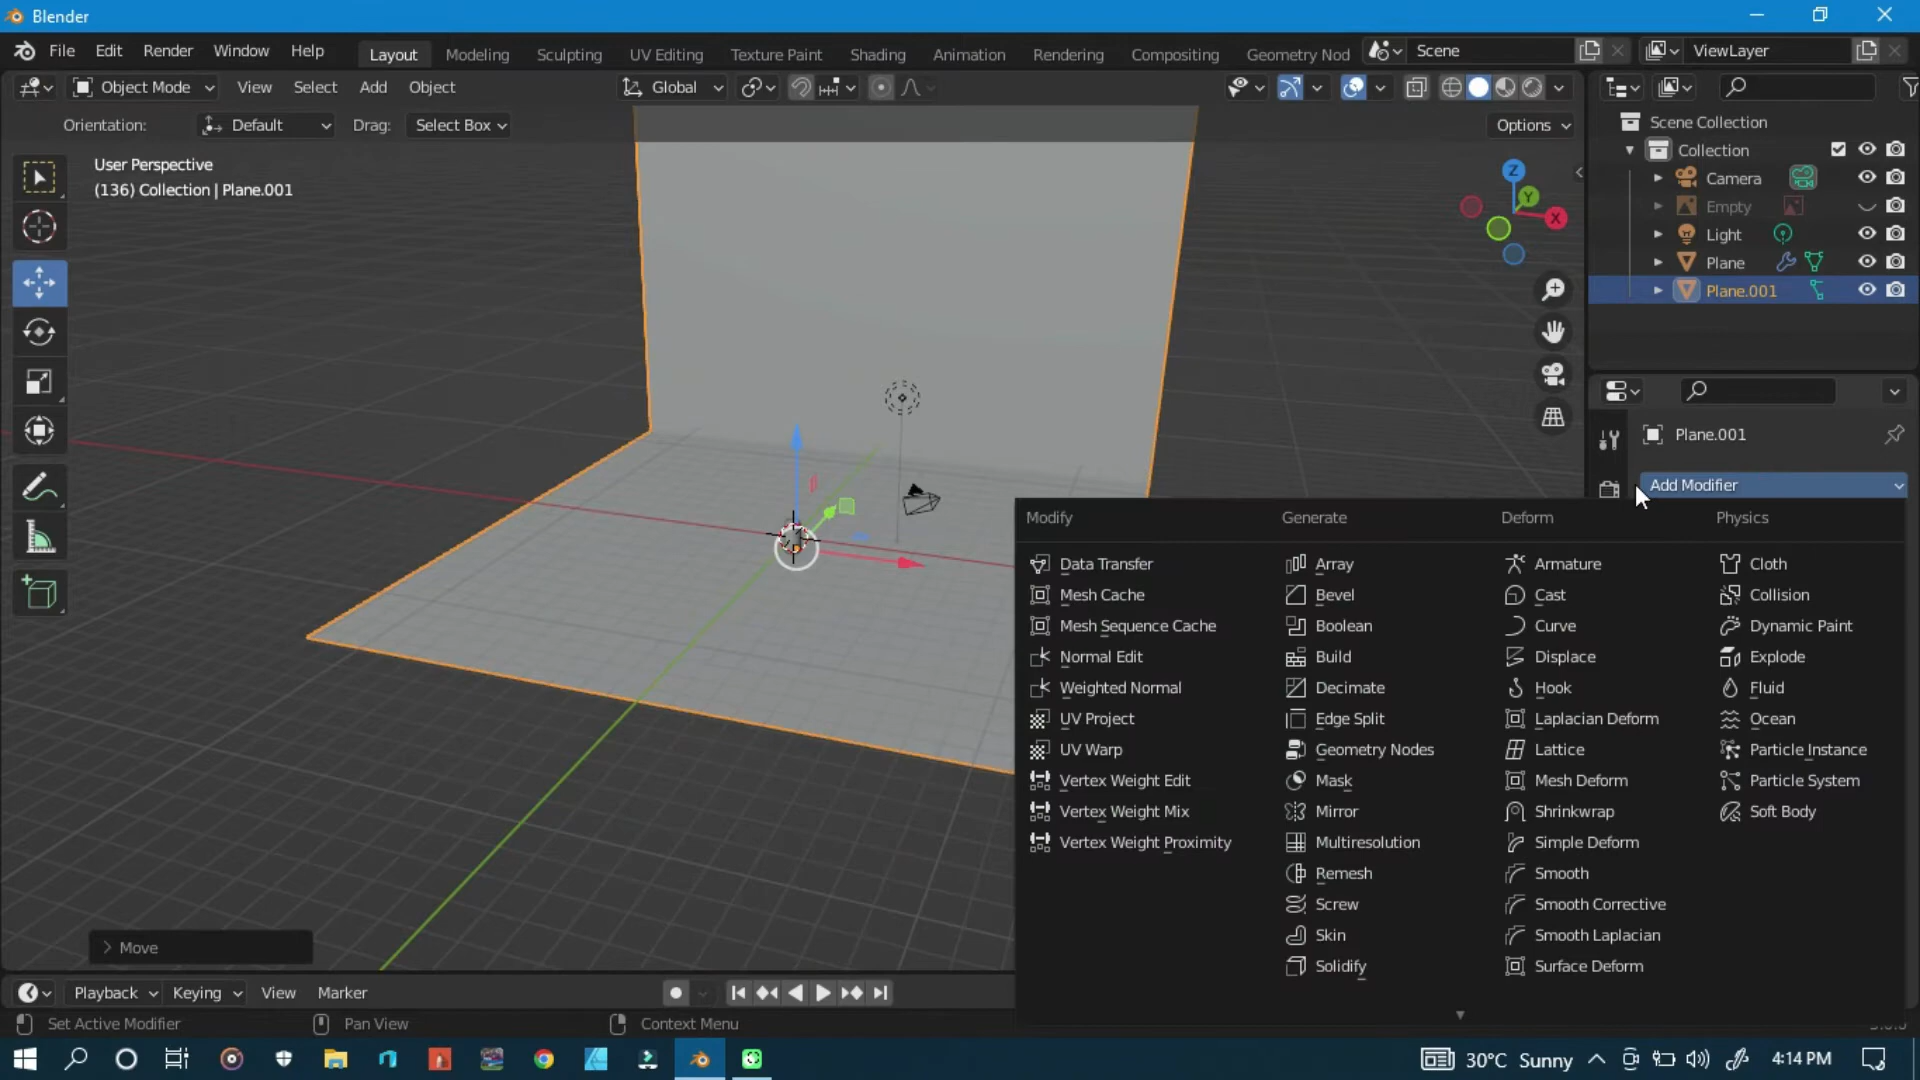 Blender
File Edit Render Window Help Layout Modeling Sculpting UV Editing Texture Paint Shading Animation Rendering Compositing Geometry Nod Scene ViewLayer
Object Mode View Select Add Object Global
Orientation: Default Drag: Select Box Options
User Perspective
(136) Collection | Plane.001
Z
Y
X
Scene Collection
Collection
Camera
Empty
Light
Plane
Plane.001
Plane.001
Add Modifier
Modify Generate Deform Physics
Data Transfer Array Armature Cloth
Mesh Cache Bevel Cast Collision
Mesh Sequence Cache Boolean Curve Dynamic Paint
Normal Edit Build Displace Explode
Weighted Normal Decimate Hook Fluid
UV Project Edge Split Laplacian Deform Ocean
UV Warp Geometry Nodes Lattice Particle Instance
Vertex Weight Edit Mask Mesh Deform Particle System
Vertex Weight Mix Mirror Shrinkwrap Soft Body
Vertex Weight Proximity Multiresolution Simple Deform
Remesh Smooth
Screw Smooth Corrective
Skin Smooth Laplacian
Solidify Surface Deform
Move
Playback Keying View Marker
Set Active Modifier Pan View Context Menu
30°C Sunny 4:14 PM